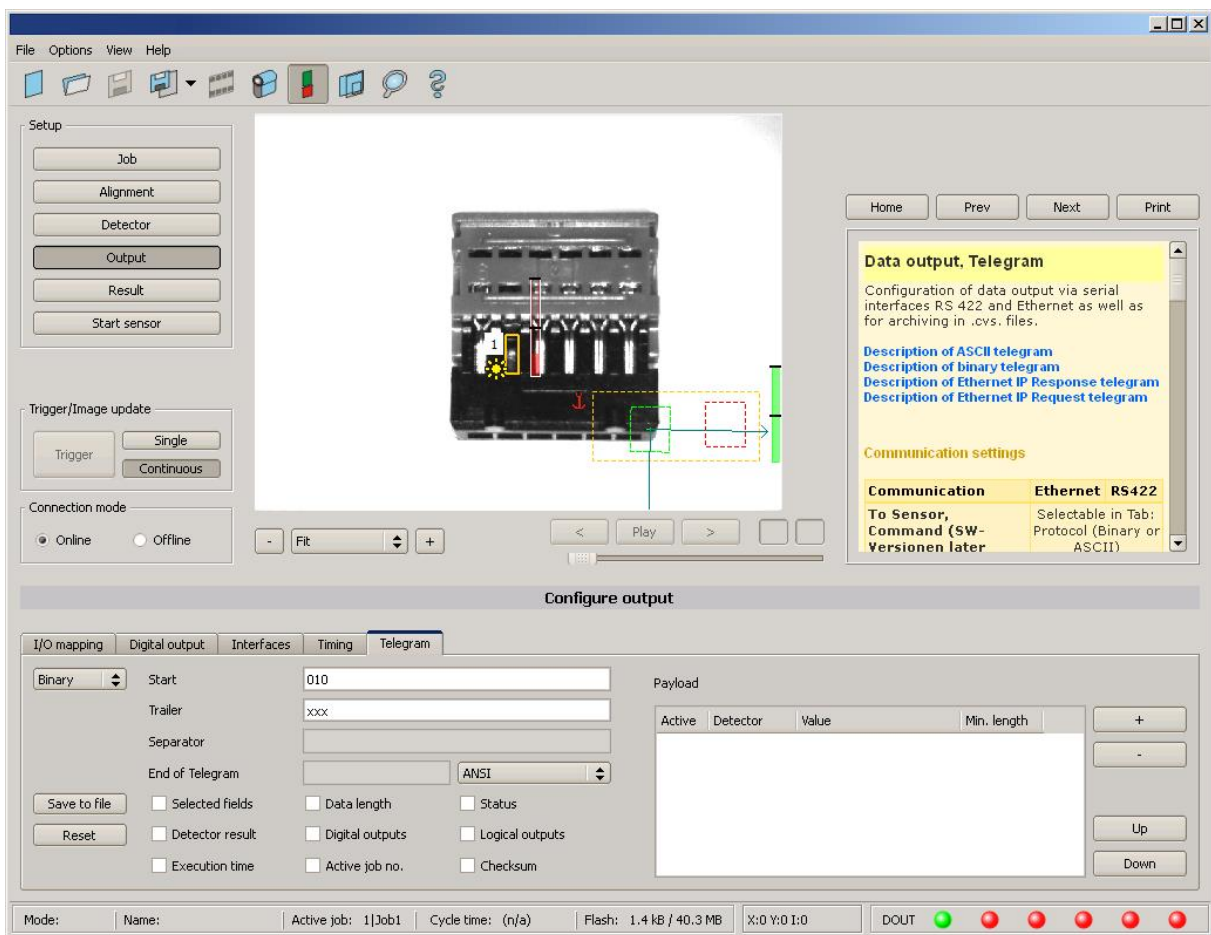 File Options View Help
Setup
Job
Alignment
Detector
Output
Result
Start sensor
Trigger/Image update
Trigger
Single
Continuous
Connection mode
Online Offline
- Fit +
< Play >
1
Home Prev Next Print
Data output, Telegram
Configuration of data output via serial
interfaces RS 422 and Ethernet as well as
for archiving in .cvs. files.
Description of ASCII telegram
Description of binary telegram
Description of Ethernet IP Response telegram
Description of Ethernet IP Request telegram
Communication settings
Communication Ethernet RS422
To Sensor, Selectable in Tab:
Command (SW- Protocol (Binary or
Versionen later ASCII)
Configure output
I/O mapping Digital output Interfaces Timing Telegram
Binary Start 010
Trailer xxx
Separator
End of Telegram ANSI
Save to file Selected fields Data length Status
Reset Detector result Digital outputs Logical outputs
Execution time Active job no. Checksum
Payload
Active Detector Value Min. length
+
-
Up
Down
Mode: Name: Active job: 1|Job1 Cycle time: (n/a) Flash: 1.4 kB / 40.3 MB X:0 Y:0 I:0 DOUT